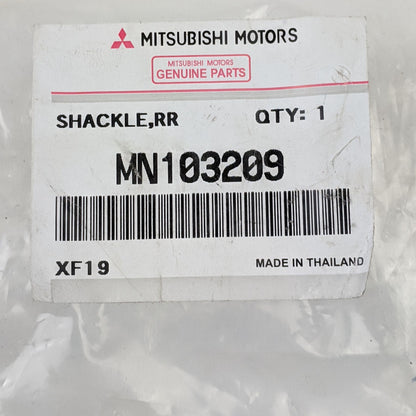 MITSUBISHI MOTORS
MITSUBISHI MOTORS
GENUINE PARTS
SHACKLE,RR QTY: 1
MN103209
XF19 MADE IN THAILAND